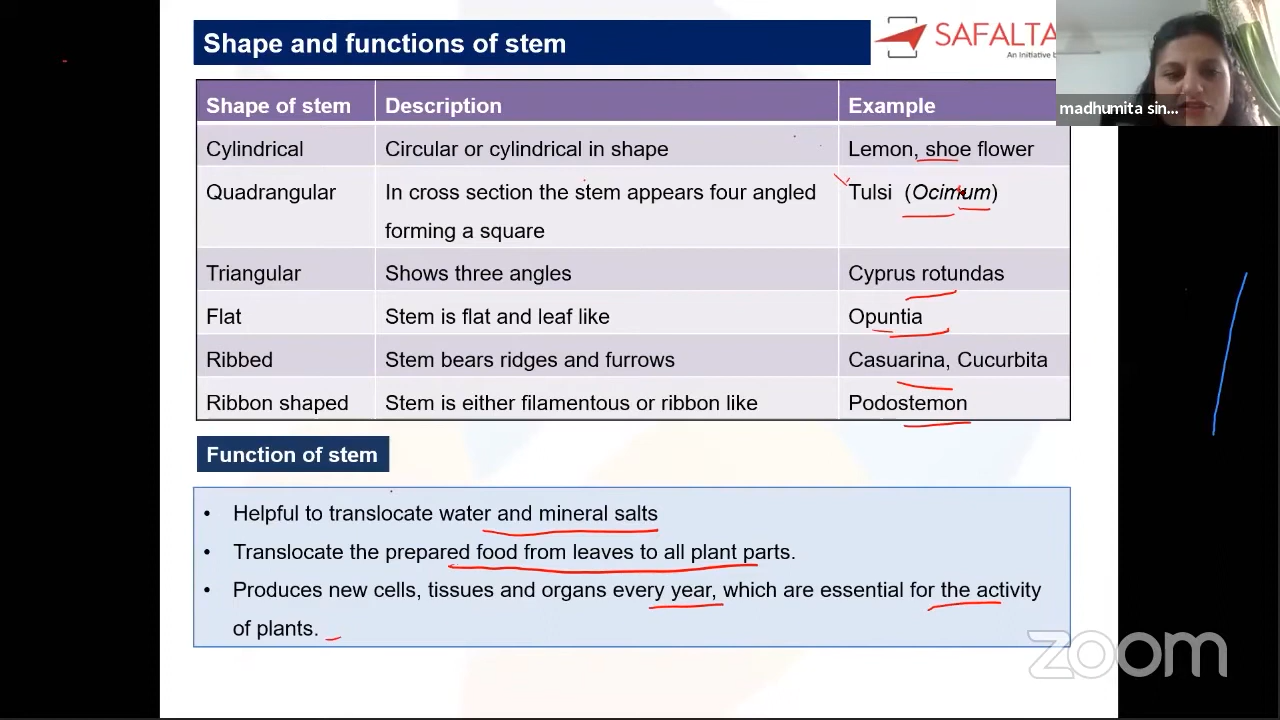 Shape and functions of stem
SAFALTA
An Initiative b
madhumita sin...
Shape of stem Description Example
Cylindrical Circular or cylindrical in shape Lemon, shoe flower
Quadrangular In cross section the stem appears four angled Tulsi (Ocimum)
forming a square
Triangular Shows three angles Cyprus rotundas
Flat Stem is flat and leaf like Opuntia
Ribbed Stem bears ridges and furrows Casuarina, Cucurbita
Ribbon shaped Stem is either filamentous or ribbon like Podostemon
Function of stem
• Helpful to translocate water and mineral salts
• Translocate the prepared food from leaves to all plant parts.
• Produces new cells, tissues and organs every year, which are essential for the activity
of plants.
zoom